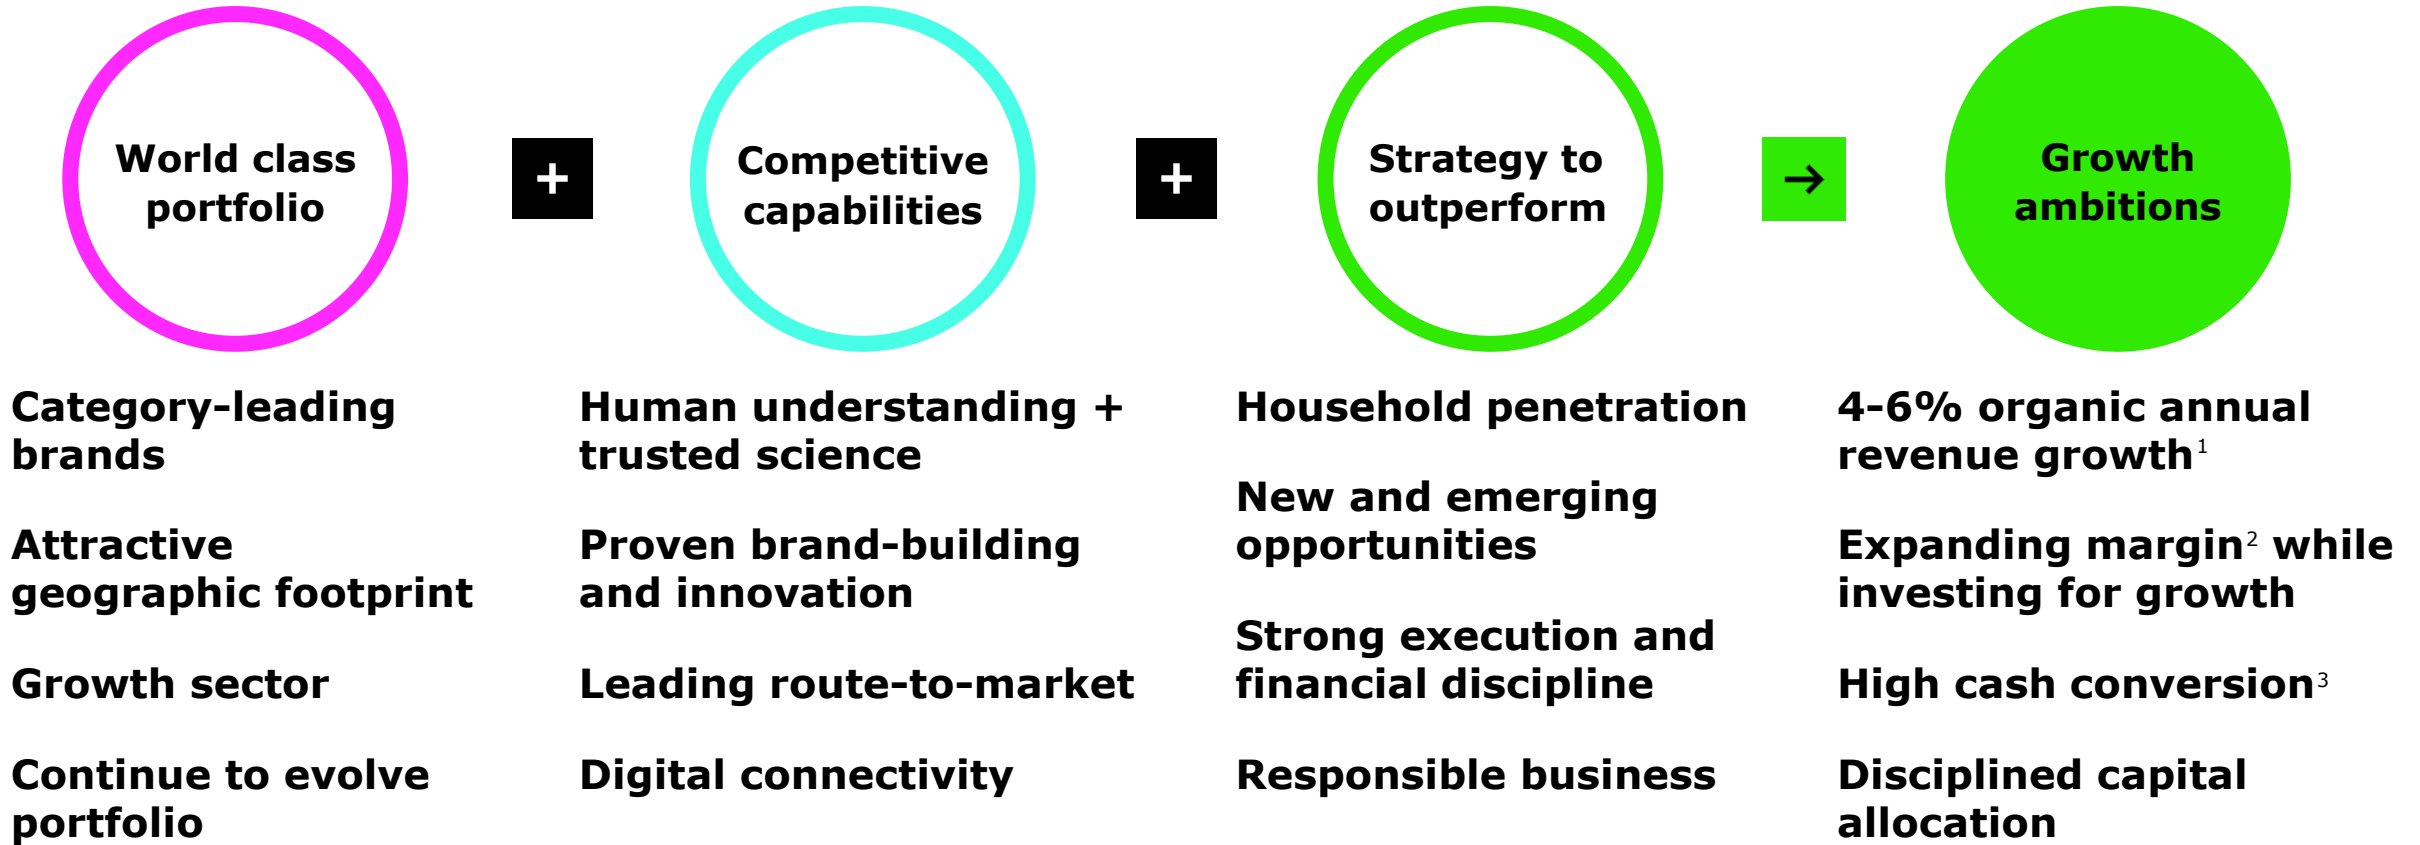 World class
portfolio
+
Competitive
capabilities
+
Strategy to
outperform
→
Growth
ambitions
Category-leading
brands
Attractive
geographic footprint
Growth sector
Continue to evolve
portfolio
Human understanding +
trusted science
Proven brand-building
and innovation
Leading route-to-market
Digital connectivity
Household penetration
New and emerging
opportunities
Strong execution and
financial discipline
Responsible business
4-6% organic annual
revenue growth¹
Expanding margin² while
investing for growth
High cash conversion³
Disciplined capital
allocation